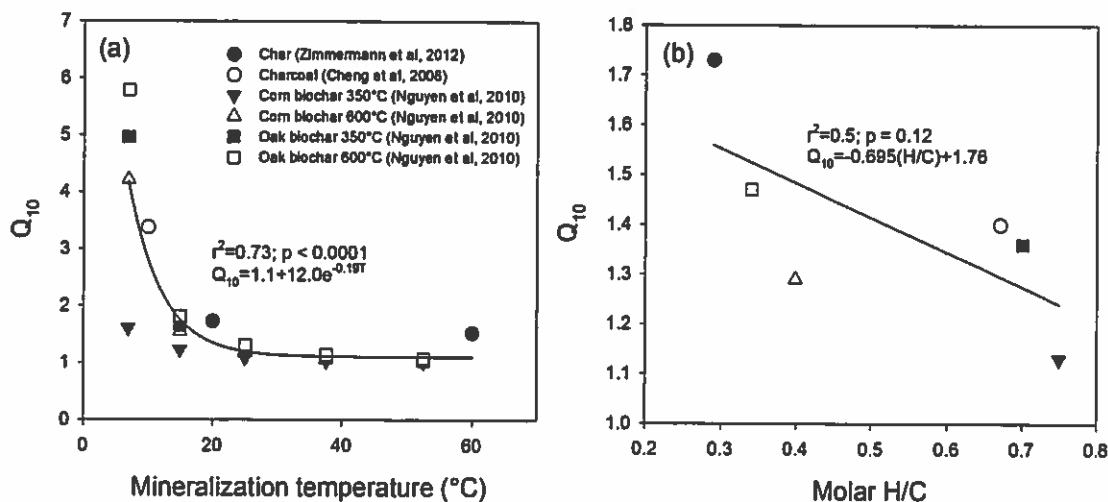 (a)
Char (Zimmermann et al, 2012)
Charcoal (Cheng et al, 2008)
Corn biochar 350°C (Nguyen et al, 2010)
Corn biochar 600°C (Nguyen et al, 2010)
Oak biochar 350°C (Nguyen et al, 2010)
Oak biochar 600°C (Nguyen et al, 2010)
r²=0.73; p < 0.0001
Q₁₀=1.1+12.0e⁻⁰·¹⁹ᵀ
Q₁₀
7
6
5
4
3
2
1
0
0 20 40 60
Mineralization temperature (°C)
(b)
r²=0.5; p = 0.12
Q₁₀=-0.695(H/C)+1.76
Q₁₀
1.8
1.7
1.6
1.5
1.4
1.3
1.2
1.1
1.0
0.2 0.3 0.4 0.5 0.6 0.7 0.8
Molar H/C